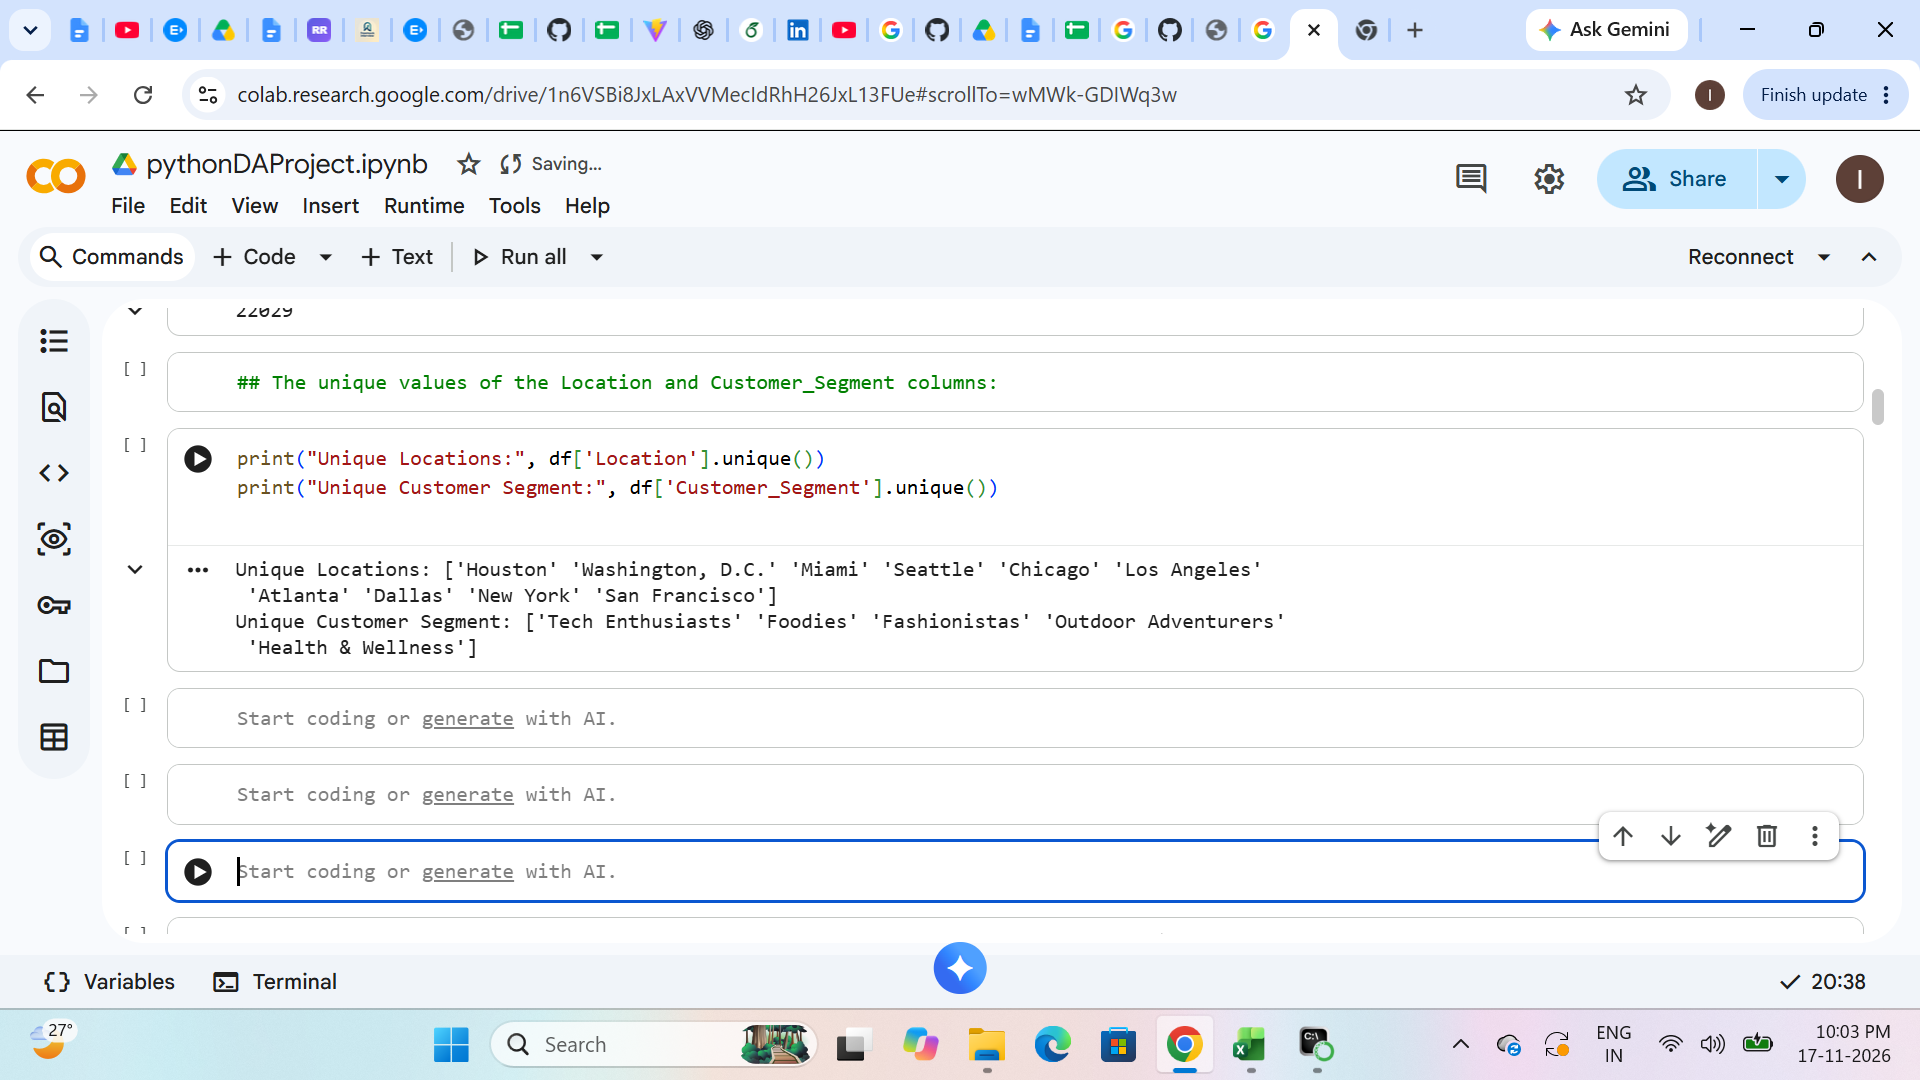 Ask Gemini
colab.research.google.com/drive/1n6VSBi8JxLAxVVMecIdRhH26JxL13FUe#scrollTo=wMWk-GDIWq3w
I
Finish update
pythonDAProject.ipynb
Saving...
File Edit View Insert Runtime Tools Help
Share
I
Commands
+ Code
+ Text
Run all
Reconnect
22029
[ ]
## The unique values of the Location and Customer_Segment columns:
[ ]
print("Unique Locations:", df['Location'].unique())
print("Unique Customer Segment:", df['Customer_Segment'].unique())
Unique Locations: ['Houston' 'Washington, D.C.' 'Miami' 'Seattle' 'Chicago' 'Los Angeles'
'Atlanta' 'Dallas' 'New York' 'San Francisco']
Unique Customer Segment: ['Tech Enthusiasts' 'Foodies' 'Fashionistas' 'Outdoor Adventurers'
'Health & Wellness']
[ ]
Start coding or generate with AI.
[ ]
Start coding or generate with AI.
[ ]
Start coding or generate with AI.
[ ]
Variables
Terminal
20:38
27°
Search
ENG
IN
10:03 PM
17-11-2026